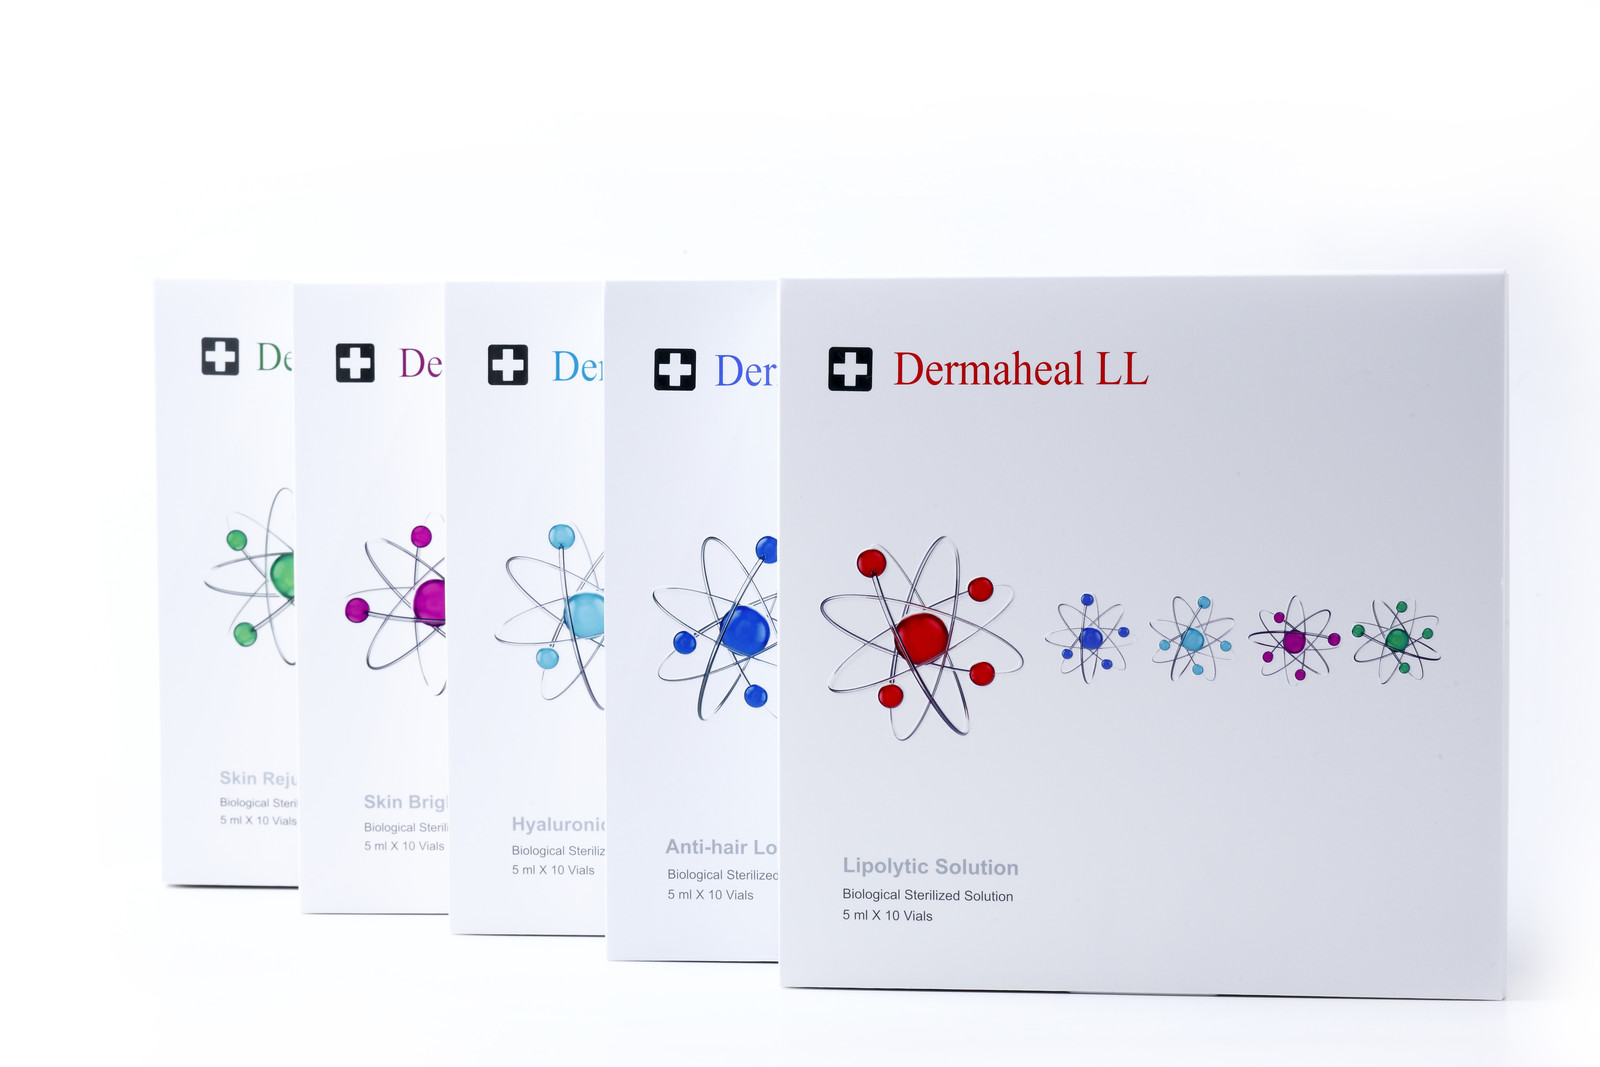 De
Skin Reju
Biological Steril
5 ml X 10 Vials
De
Skin Brig
Biological Steril
5 ml X 10 Vials
Der
Hyaluronic
Biological Steriliz
5 ml X 10 Vials
Der
Anti-hair Lo
Biological Sterilized
5 ml X 10 Vials
Dermaheal LL
Lipolytic Solution
Biological Sterilized Solution
5 ml X 10 Vials